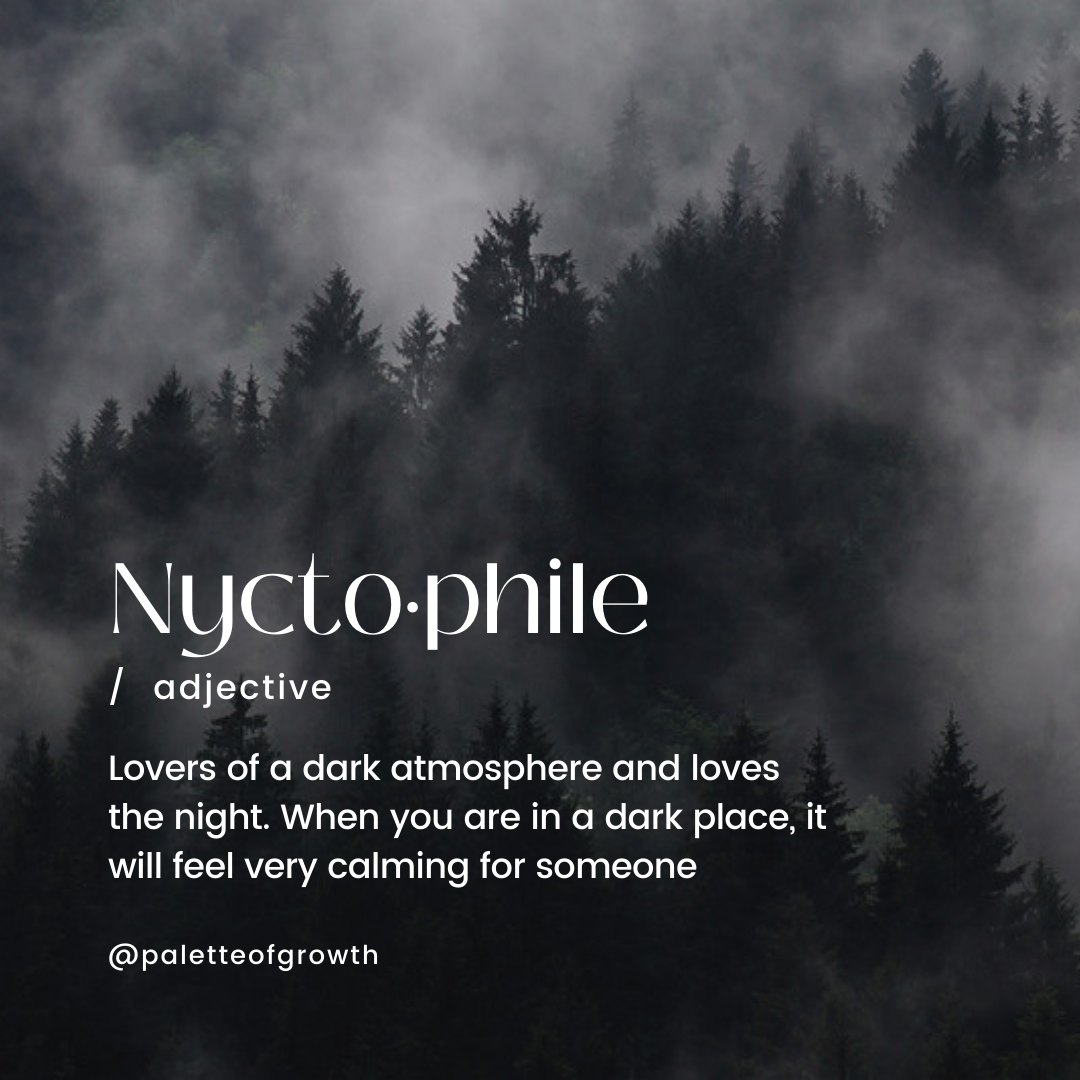 Nycto·phile
/ adjective
Lovers of a dark atmosphere and loves
the night. When you are in a dark place, it
will feel very calming for someone
@paletteofgrowth